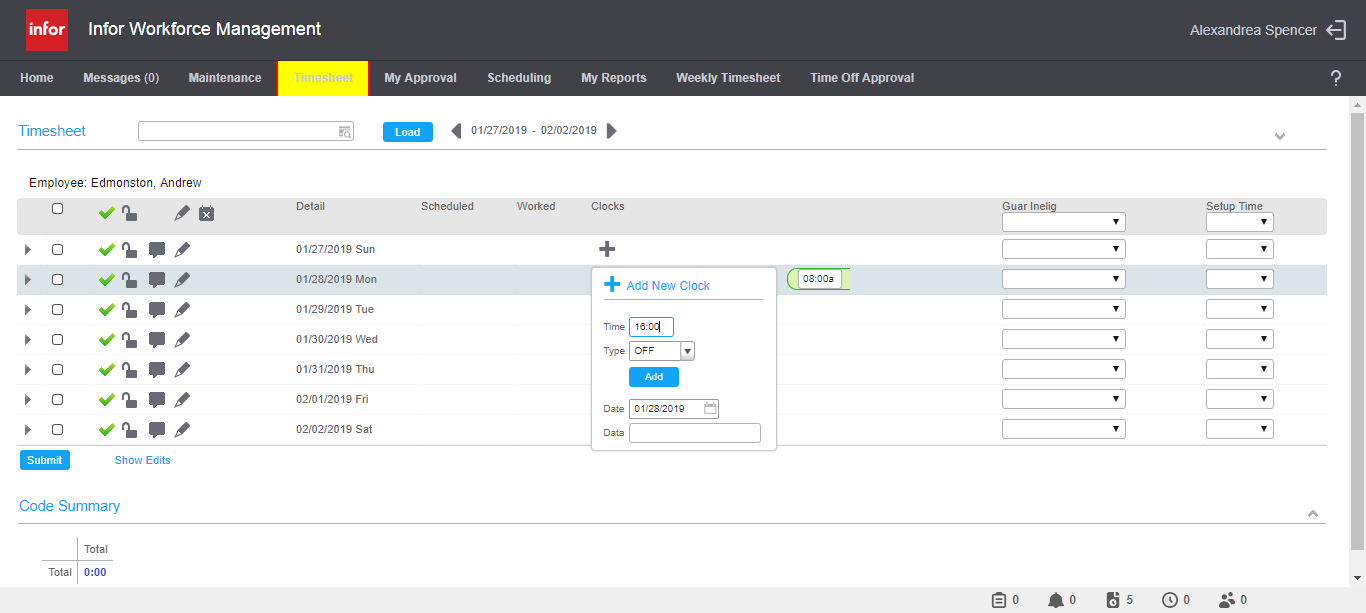 infor Infor Workforce Management Alexandrea Spencer
Home Messages (0) Maintenance Timesheet My Approval Scheduling My Reports Weekly Timesheet Time Off Approval ?
Timesheet Load 01/27/2019 - 02/02/2019
Employee: Edmonston, Andrew
Detail Scheduled Worked Clocks Guar Inelig Setup Time
01/27/2019 Sun
01/28/2019 Mon 08:00a
Add New Clock
01/29/2019 Tue
Time 16:00
01/30/2019 Wed
Type OFF
01/31/2019 Thu
Add
02/01/2019 Fri
Date 01/28/2019
02/02/2019 Sat
Data
Submit Show Edits
Code Summary
Total
Total 0:00
0 0 5 0 0